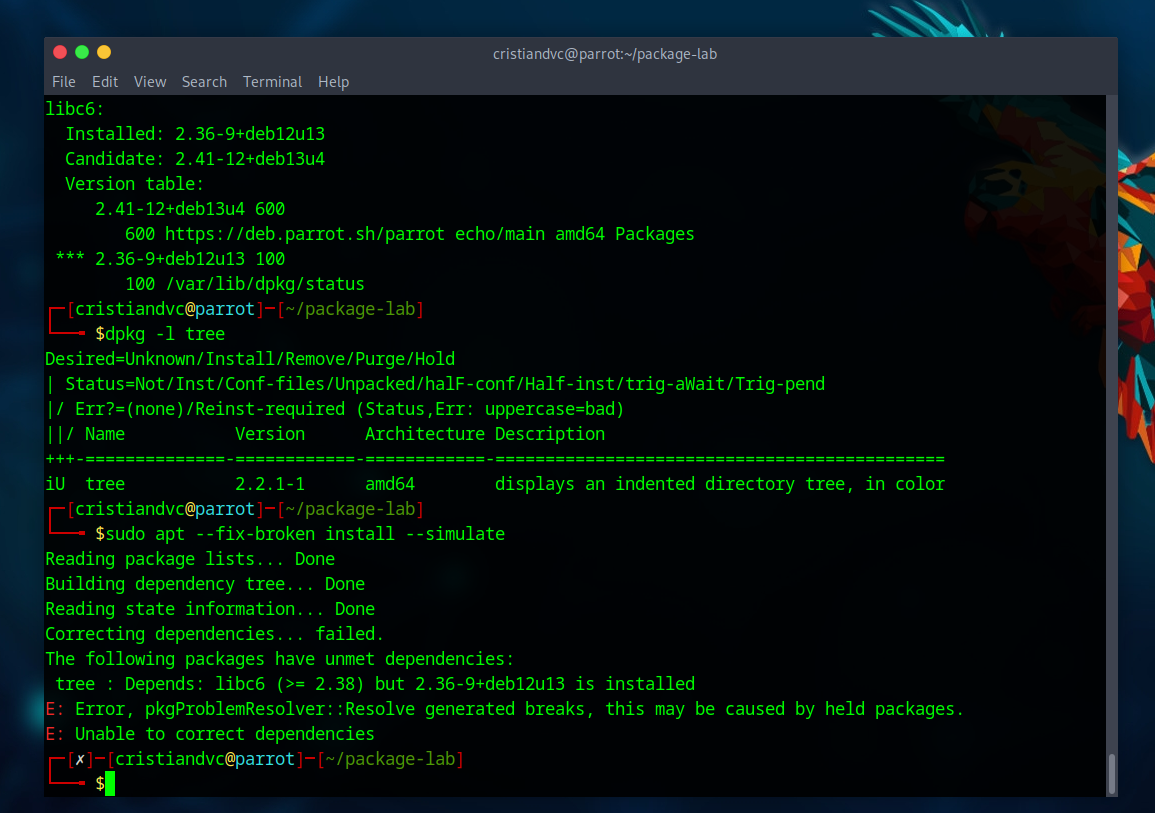 cristiandvc@parrot:~/package-lab
File Edit View Search Terminal Help
libc6:
  Installed: 2.36-9+deb12u13
  Candidate: 2.41-12+deb13u4
  Version table:
     2.41-12+deb13u4 600
        600 https://deb.parrot.sh/parrot echo/main amd64 Packages
 *** 2.36-9+deb12u13 100
        100 /var/lib/dpkg/status
┌─[cristiandvc@parrot]─[~/package-lab]
└──╼ $dpkg -l tree
Desired=Unknown/Install/Remove/Purge/Hold
| Status=Not/Inst/Conf-files/Unpacked/halF-conf/Half-inst/trig-aWait/Trig-pend
|/ Err?=(none)/Reinst-required (Status,Err: uppercase=bad)
||/ Name           Version      Architecture Description
+++-==============-============-============-=============================================
iU  tree           2.2.1-1      amd64        displays an indented directory tree, in color
┌─[cristiandvc@parrot]─[~/package-lab]
└──╼ $sudo apt --fix-broken install --simulate
Reading package lists... Done
Building dependency tree... Done
Reading state information... Done
Correcting dependencies... failed.
The following packages have unmet dependencies:
 tree : Depends: libc6 (>= 2.38) but 2.36-9+deb12u13 is installed
E: Error, pkgProblemResolver::Resolve generated breaks, this may be caused by held packages.
E: Unable to correct dependencies
┌─[✗]─[cristiandvc@parrot]─[~/package-lab]
└──╼ $